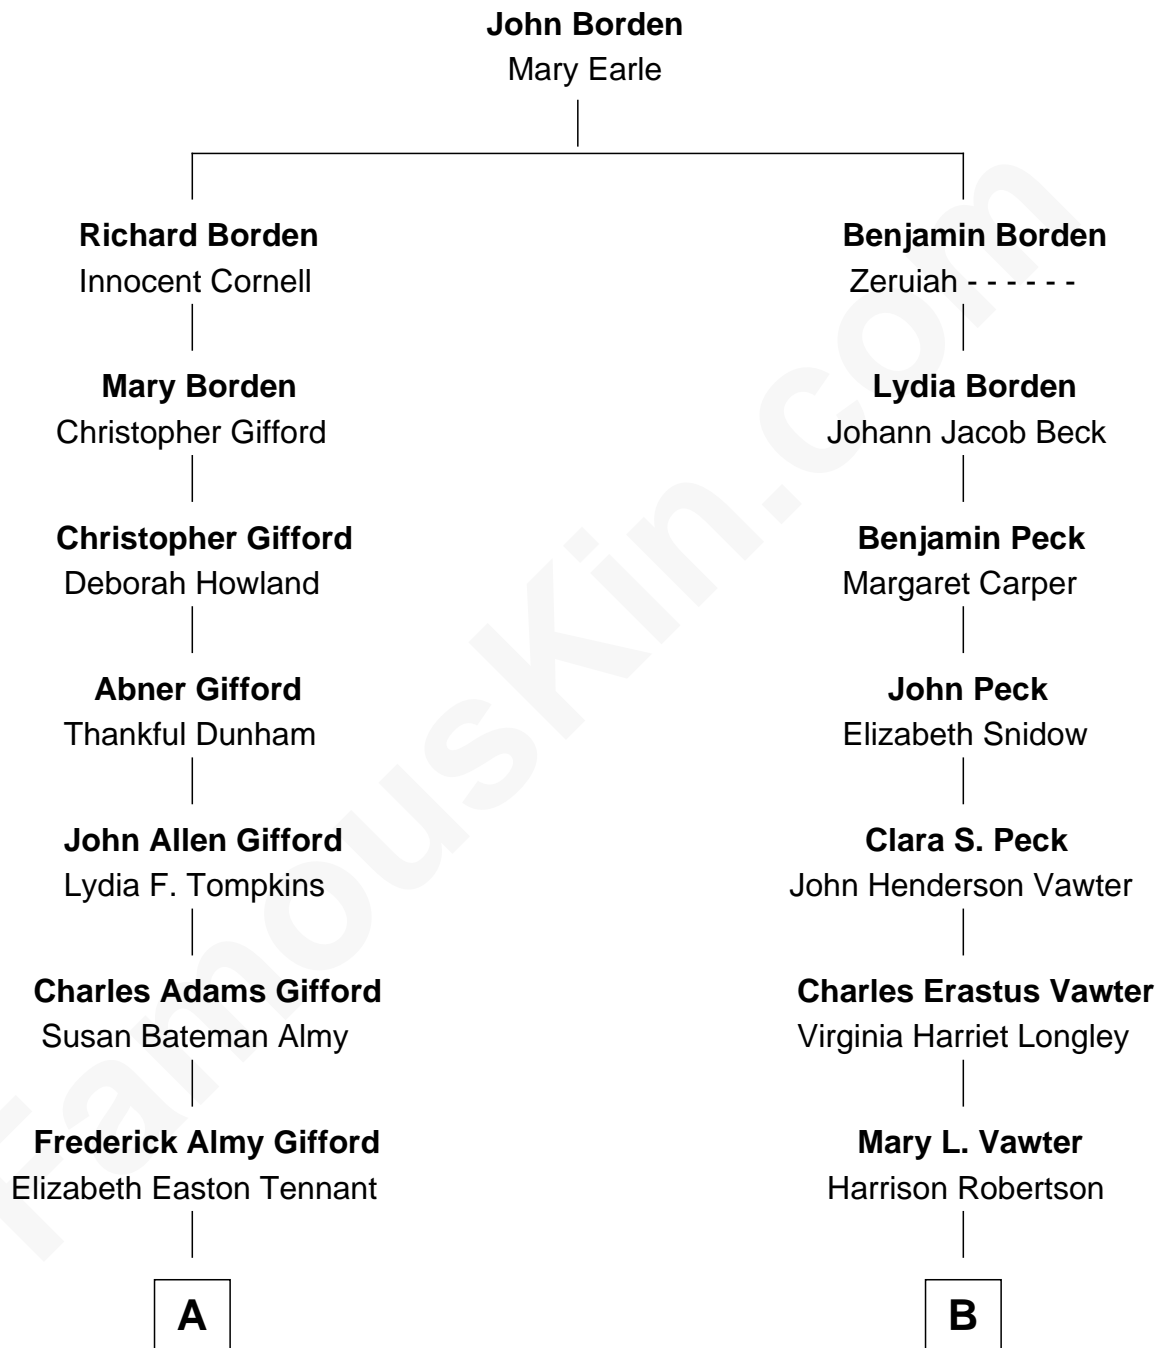 John Borden
Mary Earle
Richard Borden
Innocent Cornell
Benjamin Borden
Zeruiah - - - - - -
Mary Borden
Christopher Gifford
Lydia Borden
Johann Jacob Beck
Christopher Gifford
Deborah Howland
Benjamin Peck
Margaret Carper
Abner Gifford
Thankful Dunham
John Peck
Elizabeth Snidow
John Allen Gifford
Lydia F. Tompkins
Clara S. Peck
John Henderson Vawter
Charles Adams Gifford
Susan Bateman Almy
Charles Erastus Vawter
Virginia Harriet Longley
Frederick Almy Gifford
Elizabeth Easton Tennant
Mary L. Vawter
Harrison Robertson
A
B
FamousKin.com